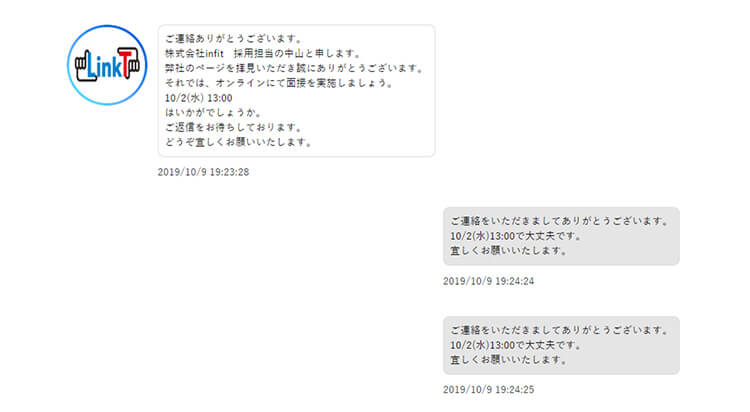 LinkT
ご連絡ありがとうございます。
株式会社infit　採用担当の中山と申します。
弊社のページを拝見いただき誠にありがとうございます。
それでは、オンラインにて面接を実施しましょう。
10/2(水) 13:00
はいかがでしょうか。
ご返信をお待ちしております。
どうぞ宜しくお願いいたします。
2019/10/9 19:23:28
ご連絡をいただきましてありがとうございます。
10/2(水)13:00で大丈夫です。
宜しくお願いいたします。
2019/10/9 19:24:24
ご連絡をいただきましてありがとうございます。
10/2(水)13:00で大丈夫です。
宜しくお願いいたします。
2019/10/9 19:24:25